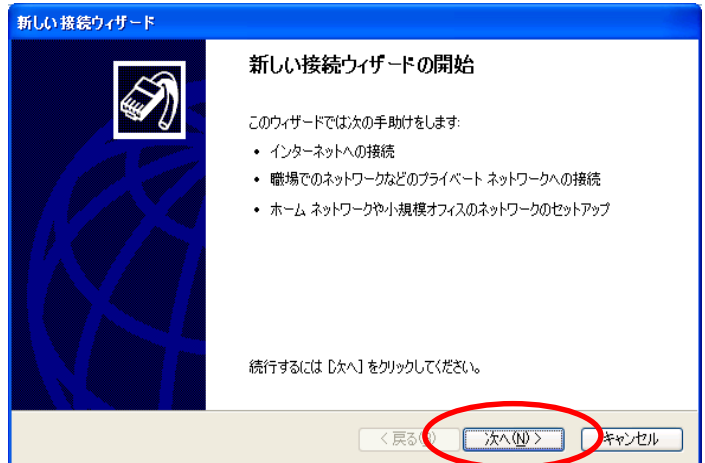 新しい接続ウィザード
新しい接続ウィザードの開始
このウィザードでは次の手助けをします:
• インターネットへの接続
• 職場でのネットワークなどのプライベート ネットワークへの接続
• ホーム ネットワークや小規模オフィスのネットワークのセットアップ
続行するには [次へ] をクリックしてください。
< 戻る 次へ(N) > キャンセル